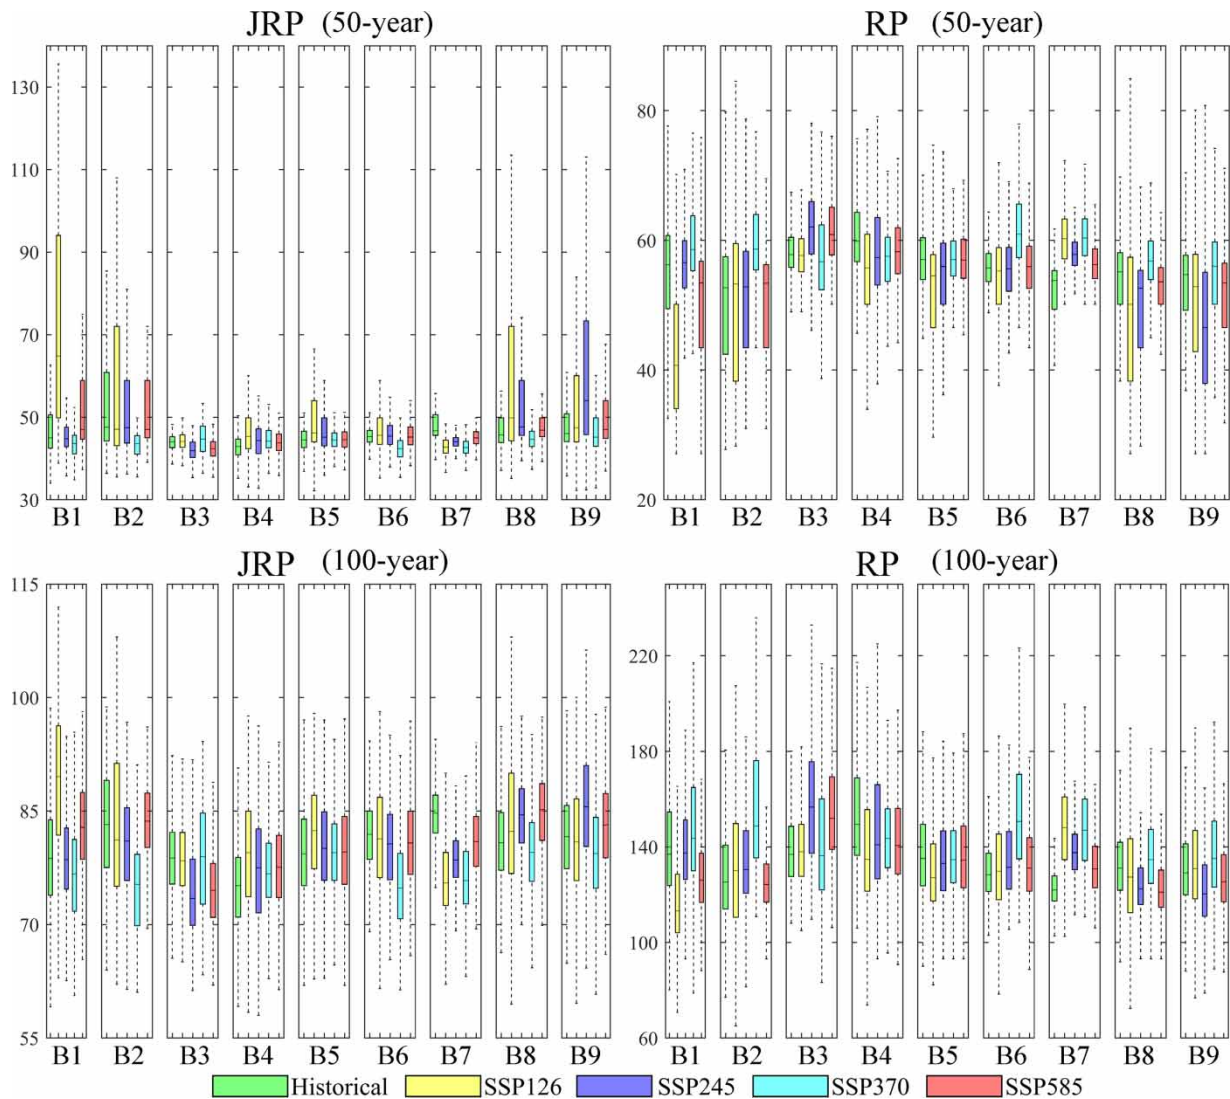 JRP (50-year)
RP (50-year)
130
110
90
70
50
30
B1 B2 B3 B4 B5 B6 B7 B8 B9
80
60
40
20
B1 B2 B3 B4 B5 B6 B7 B8 B9
JRP (100-year)
RP (100-year)
115
100
85
70
55
B1 B2 B3 B4 B5 B6 B7 B8 B9
220
180
140
100
60
B1 B2 B3 B4 B5 B6 B7 B8 B9
Historical SSP126 SSP245 SSP370 SSP585